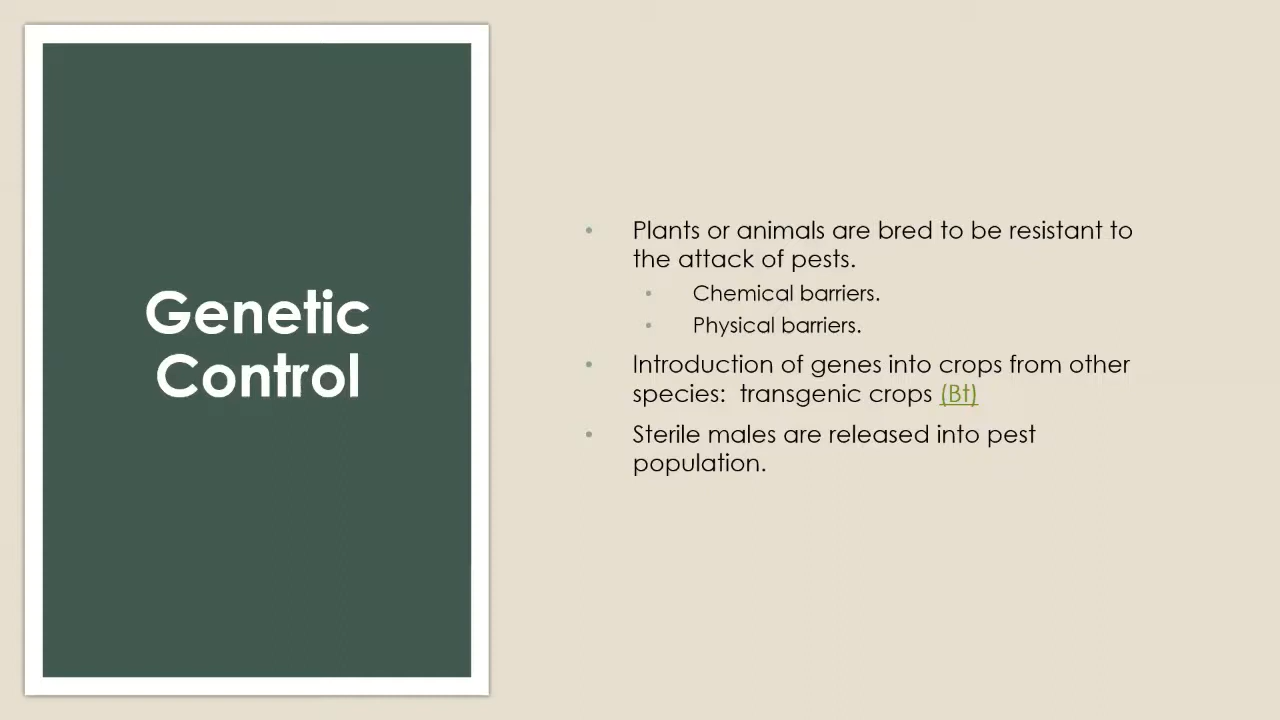 Genetic
Control
• Plants or animals are bred to be resistant to
the attack of pests.
• Chemical barriers.
• Physical barriers.
• Introduction of genes into crops from other
species:  transgenic crops (Bt)
• Sterile males are released into pest
population.